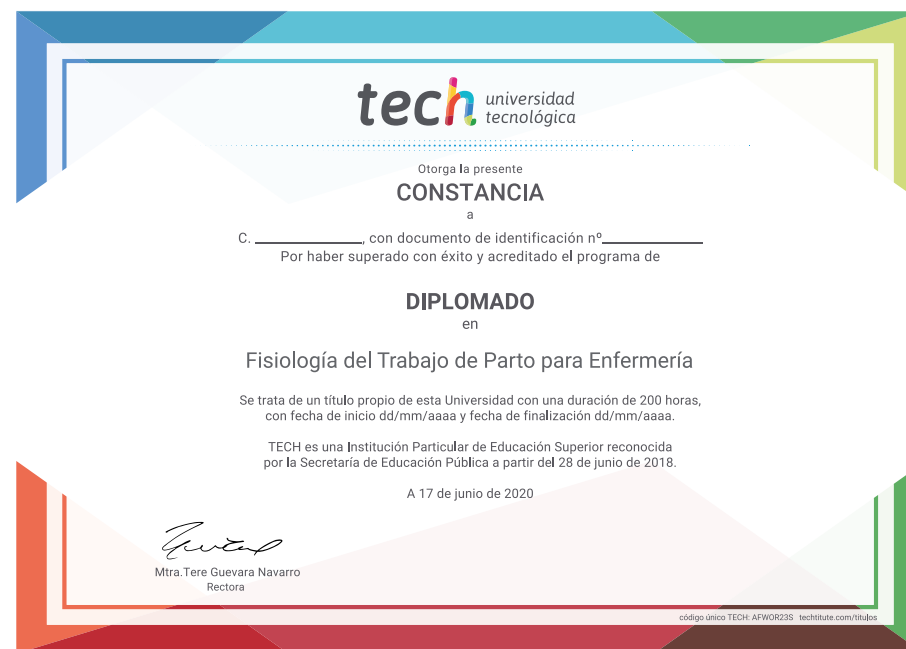 tech universidad
tecnológica
Otorga la presente
CONSTANCIA
a
C. ______________, con documento de identificación nº_____________
Por haber superado con éxito y acreditado el programa de
DIPLOMADO
en
Fisiología del Trabajo de Parto para Enfermería
Se trata de un título propio de esta Universidad con una duración de 200 horas,
con fecha de inicio dd/mm/aaaa y fecha de finalización dd/mm/aaaa.
TECH es una Institución Particular de Educación Superior reconocida
por la Secretaría de Educación Pública a partir del 28 de junio de 2018.
A 17 de junio de 2020
Mtra.Tere Guevara Navarro
Rectora
código único TECH: AFWOR23S techtitute.com/titulos